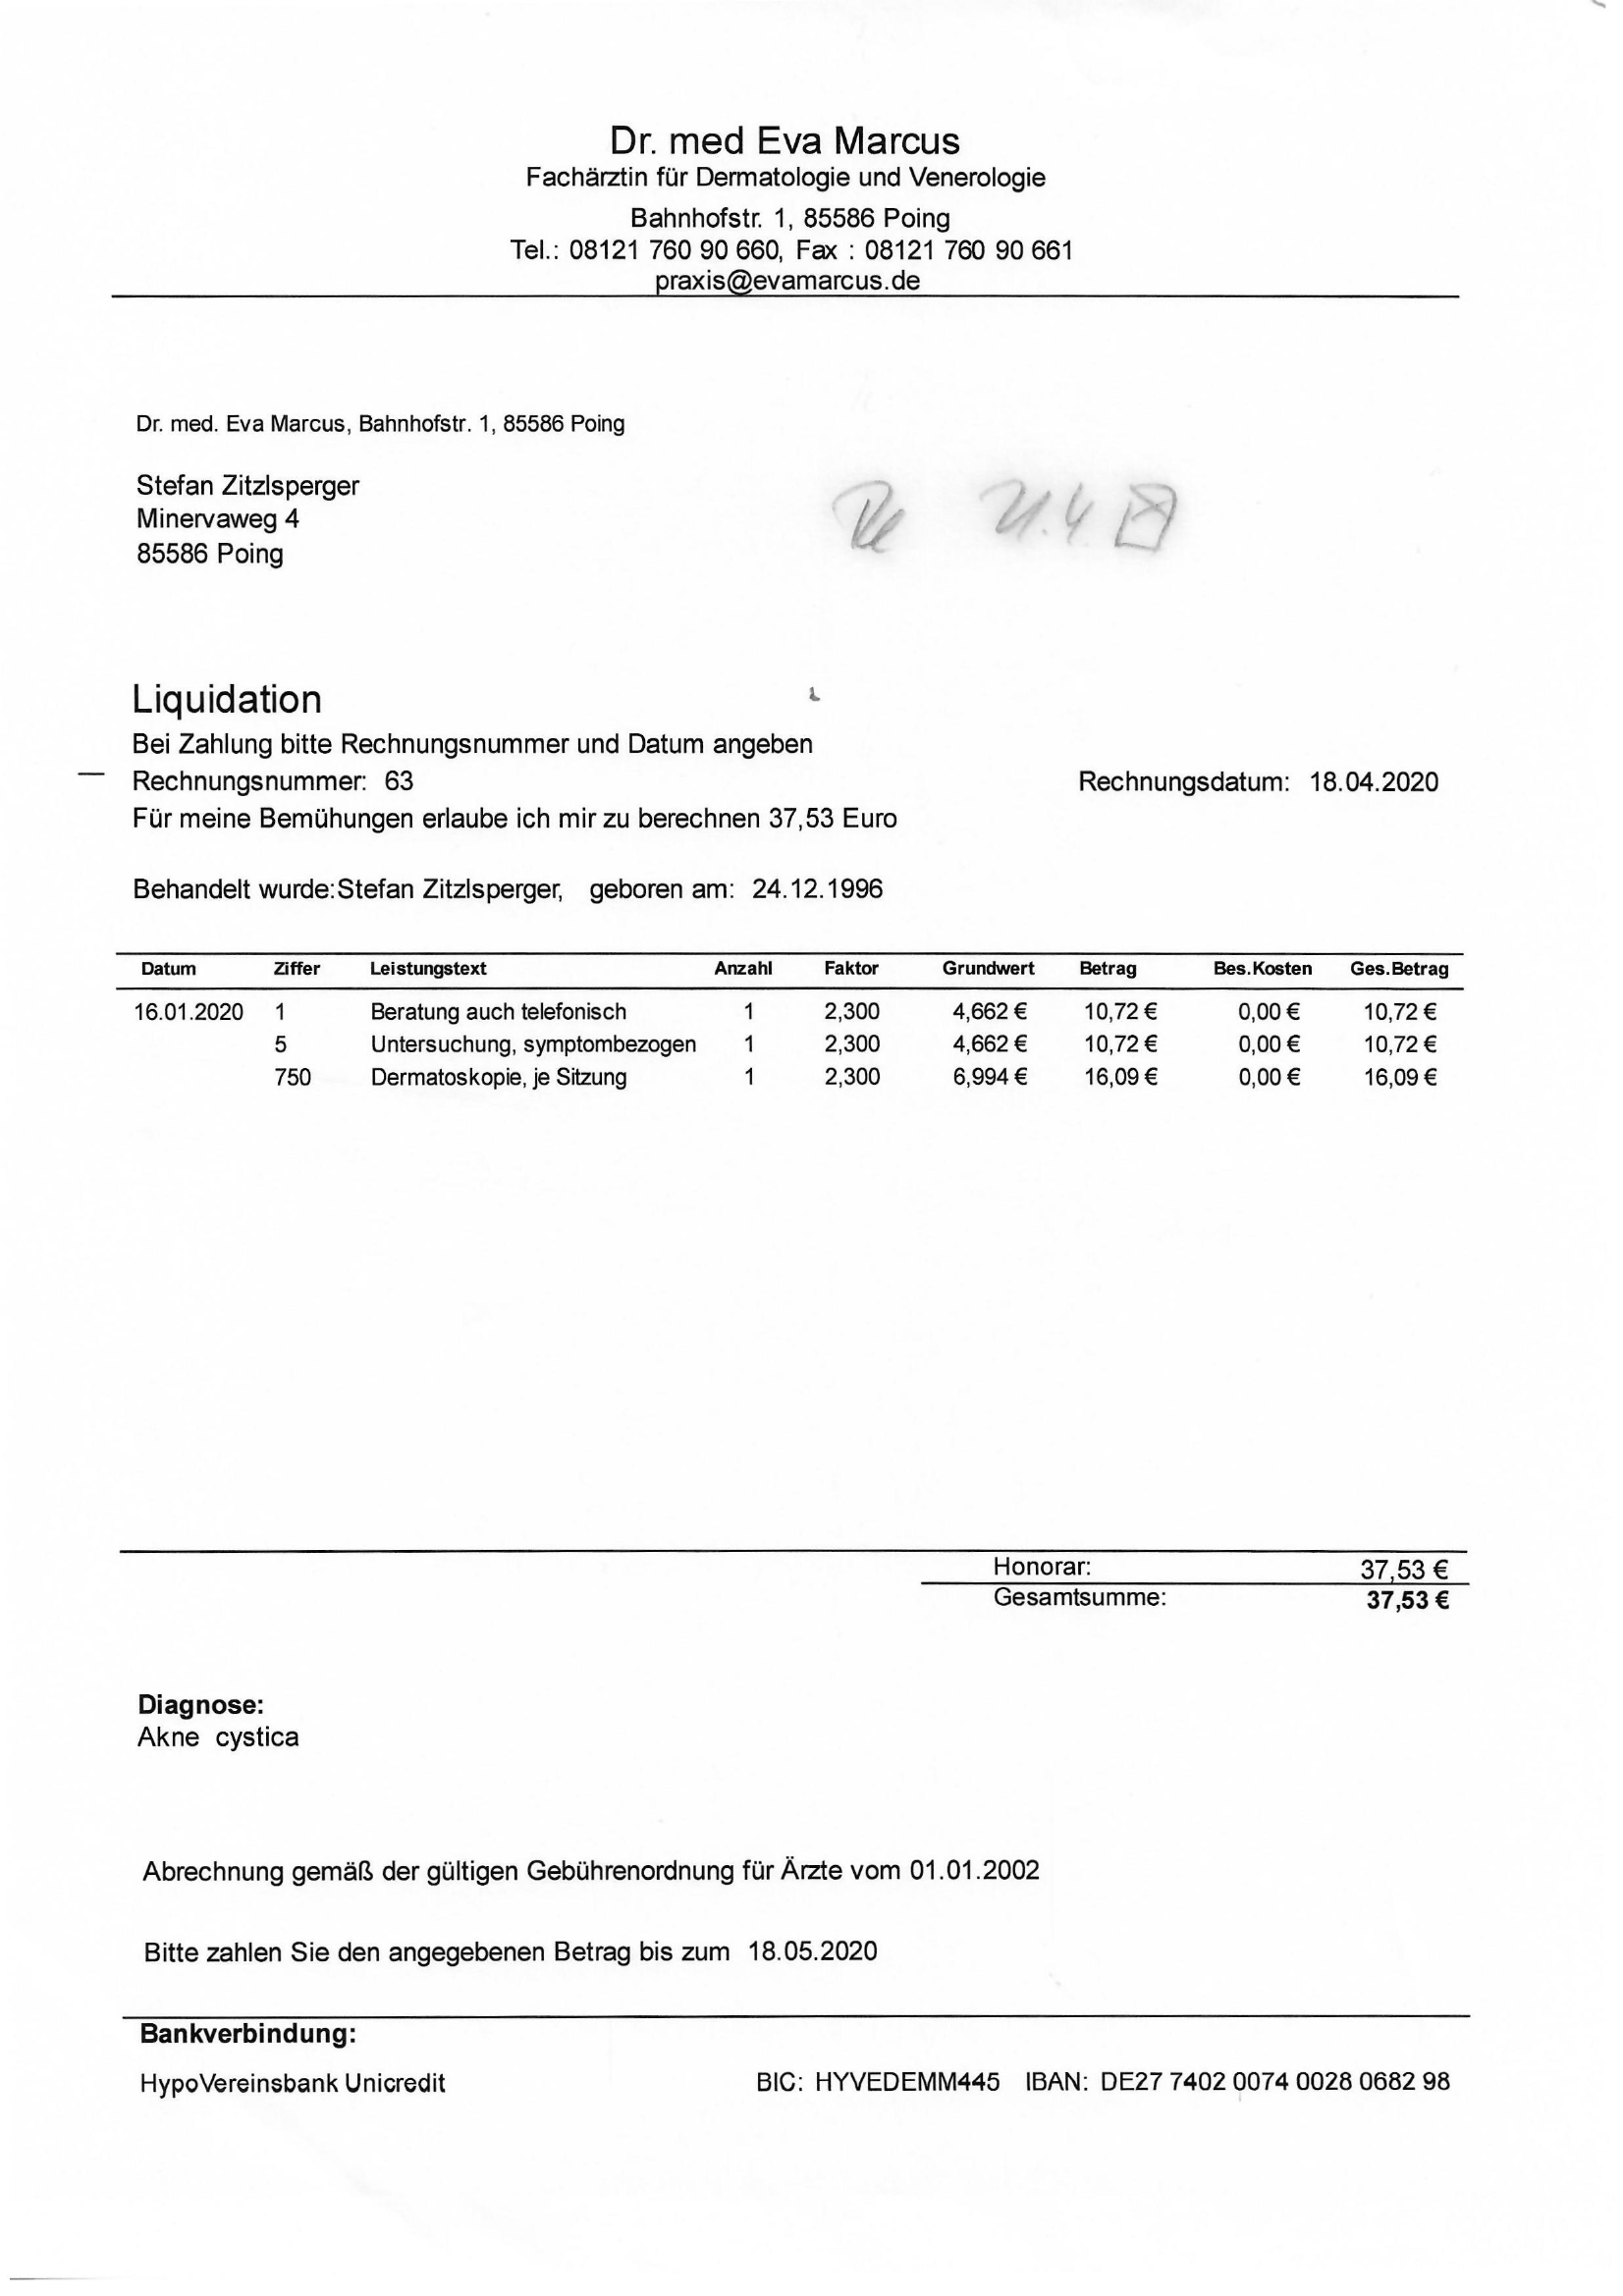 Dr. med Eva Marcus
Fachärztin für Dermatologie und Venerologie
Bahnhofstr. 1, 85586 Poing
Tel.: 08121 760 90 660, Fax : 08121 760 90 661
praxis@evamarcus.de
Dr. med. Eva Marcus, Bahnhofstr. 1, 85586 Poing
Stefan Zitzlsperger
Minervaweg 4
85586 Poing
21.4.
Liquidation
Bei Zahlung bitte Rechnungsnummer und Datum angeben
Rechnungsnummer: 63 Rechnungsdatum: 18.04.2020
Für meine Bemühungen erlaube ich mir zu berechnen 37,53 Euro
Behandelt wurde:Stefan Zitzlsperger, geboren am: 24.12.1996
Datum Ziffer Leistungstext Anzahl Faktor Grundwert Betrag Bes.Kosten Ges.Betrag
16.01.2020 1 Beratung auch telefonisch 1 2,300 4,662 € 10,72 € 0,00 € 10,72 €
5 Untersuchung, symptombezogen 1 2,300 4,662 € 10,72 € 0,00 € 10,72 €
750 Dermatoskopie, je Sitzung 1 2,300 6,994 € 16,09 € 0,00 € 16,09 €
Honorar: 37,53 €
Gesamtsumme: 37,53 €
Diagnose:
Akne cystica
Abrechnung gemäß der gültigen Gebührenordnung für Ärzte vom 01.01.2002
Bitte zahlen Sie den angegebenen Betrag bis zum 18.05.2020
Bankverbindung:
HypoVereinsbank Unicredit BIC: HYVEDEMM445 IBAN: DE27 7402 0074 0028 0682 98